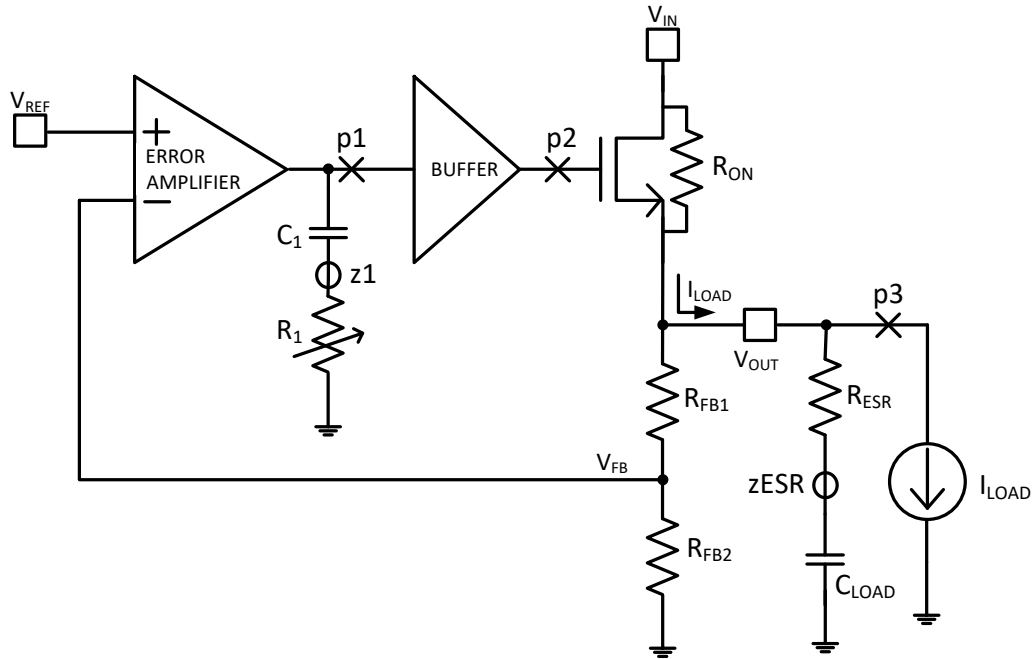 V_IN
V_REF
+
ERROR
AMPLIFIER
−
p1
BUFFER
p2
R_ON
C_1
z1
R_1
I_LOAD
V_OUT
p3
R_FB1
R_ESR
V_FB
zESR
I_LOAD
R_FB2
C_LOAD